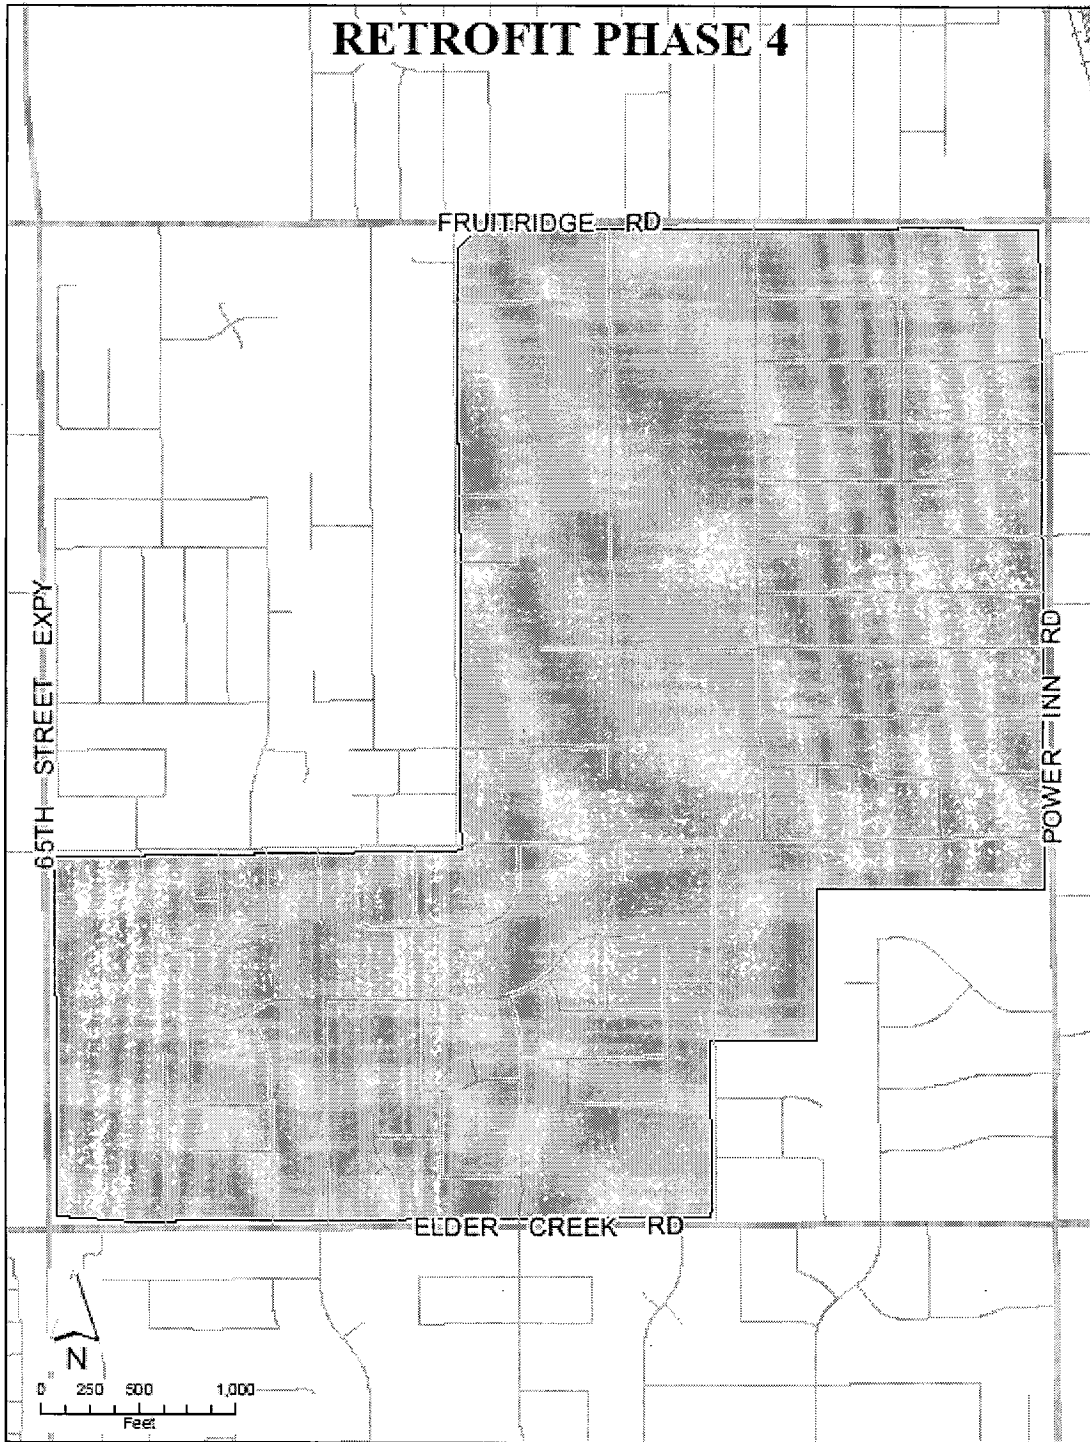 RETROFIT PHASE 4
FRUITRIDGE RD
65TH STREET EXPY
POWER INN RD
ELDER CREEK RD
N
0 250 500 1,000
Feet